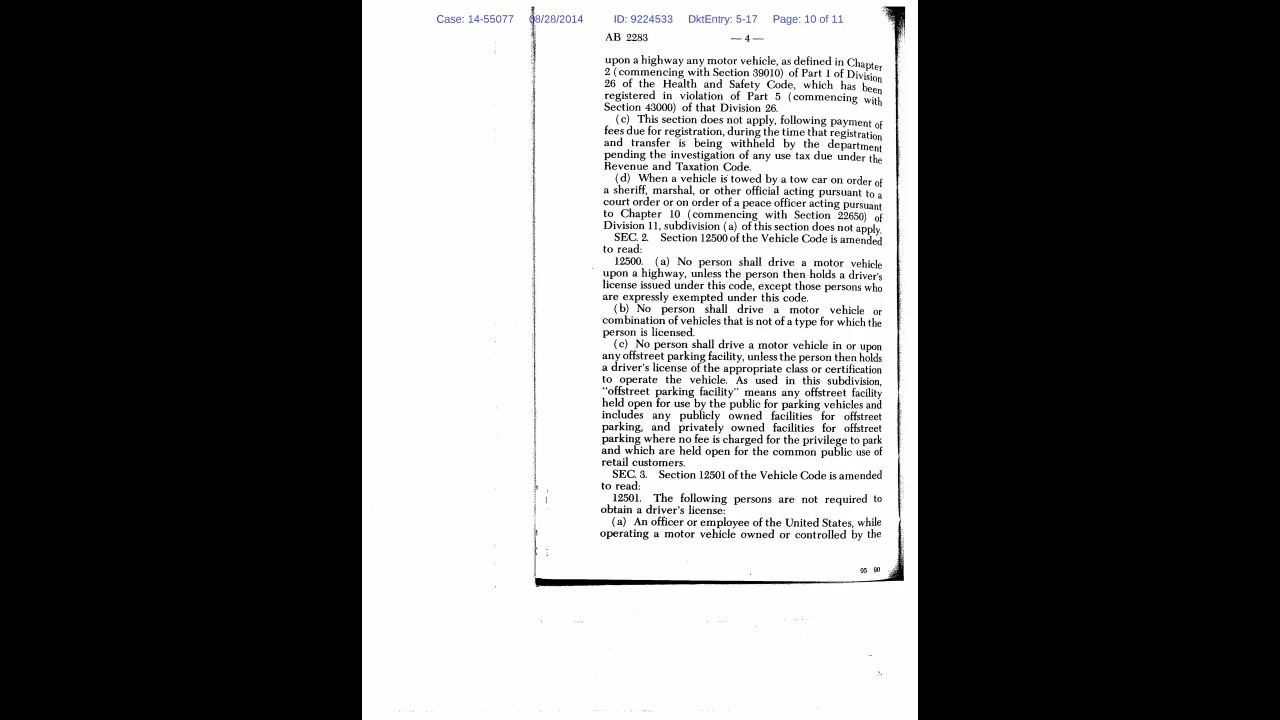 Case: 14-55077 08/28/2014 ID: 9224533 DktEntry: 5-17 Page: 10 of 11
AB 2283 — 4 —
upon a highway any motor vehicle, as defined in Chapter
2 (commencing with Section 39010) of Part 1 of Division
26 of the Health and Safety Code, which has been
registered in violation of Part 5 (commencing with
Section 43000) of that Division 26.
(c) This section does not apply, following payment of
fees due for registration, during the time that registration
and transfer is being withheld by the department
pending the investigation of any use tax due under the
Revenue and Taxation Code.
(d) When a vehicle is towed by a tow car on order of
a sheriff, marshal, or other official acting pursuant to a
court order or on order of a peace officer acting pursuant
to Chapter 10 (commencing with Section 22650) of
Division 11, subdivision (a) of this section does not apply.
SEC. 2. Section 12500 of the Vehicle Code is amended
to read:
12500. (a) No person shall drive a motor vehicle
upon a highway, unless the person then holds a driver's
license issued under this code, except those persons who
are expressly exempted under this code.
(b) No person shall drive a motor vehicle or
combination of vehicles that is not of a type for which the
person is licensed.
(c) No person shall drive a motor vehicle in or upon
any offstreet parking facility, unless the person then holds
a driver's license of the appropriate class or certification
to operate the vehicle. As used in this subdivision,
"offstreet parking facility" means any offstreet facility
held open for use by the public for parking vehicles and
includes any publicly owned facilities for offstreet
parking, and privately owned facilities for offstreet
parking where no fee is charged for the privilege to park
and which are held open for the common public use of
retail customers.
SEC. 3. Section 12501 of the Vehicle Code is amended
to read:
12501. The following persons are not required to
obtain a driver's license:
(a) An officer or employee of the United States, while
operating a motor vehicle owned or controlled by the
95 90